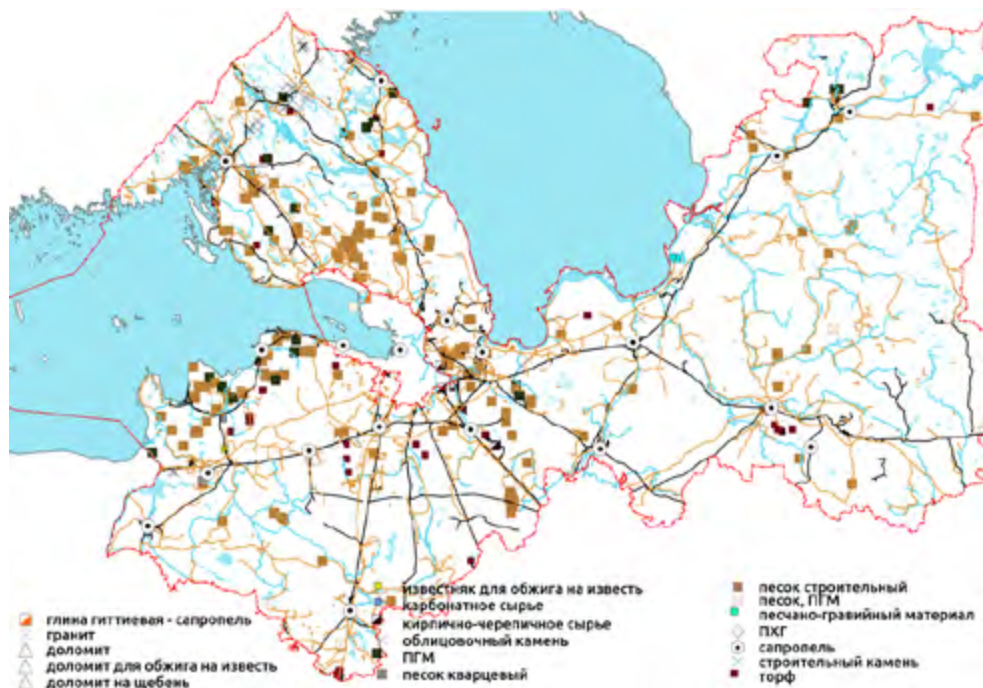 глина гиттиевая - сапропель
гранит
доломит
доломит для обжига на известь
доломит на щебень
известняк для обжига на известь
карбонатное сырье
кирпично-черепичное сырье
облицовочный камень
ПГМ
песок кварцевый
песок строительный
песок, ПГМ
песчано-гравийный материал
ПХГ
сапропель
строительный камень
торф